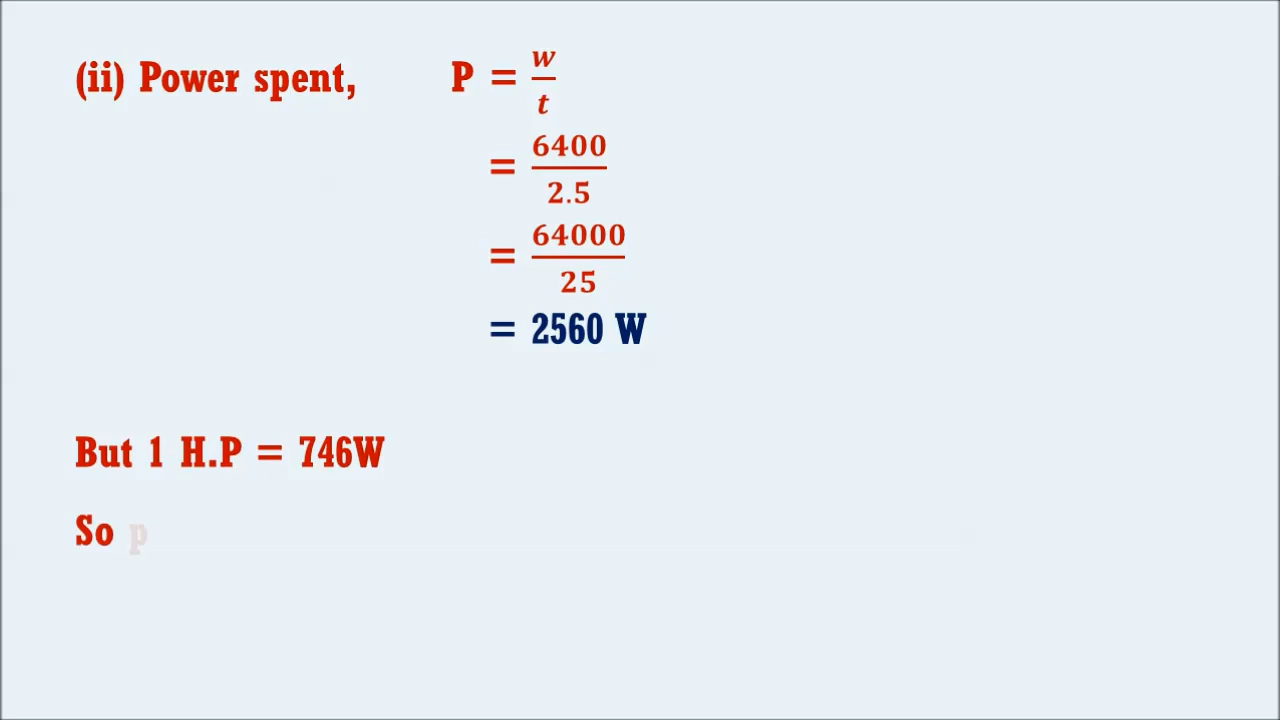 (ii) Power spent, P = w/t
= 6400/2.5
= 64000/25
= 2560 W
But 1 H.P = 746W
So p